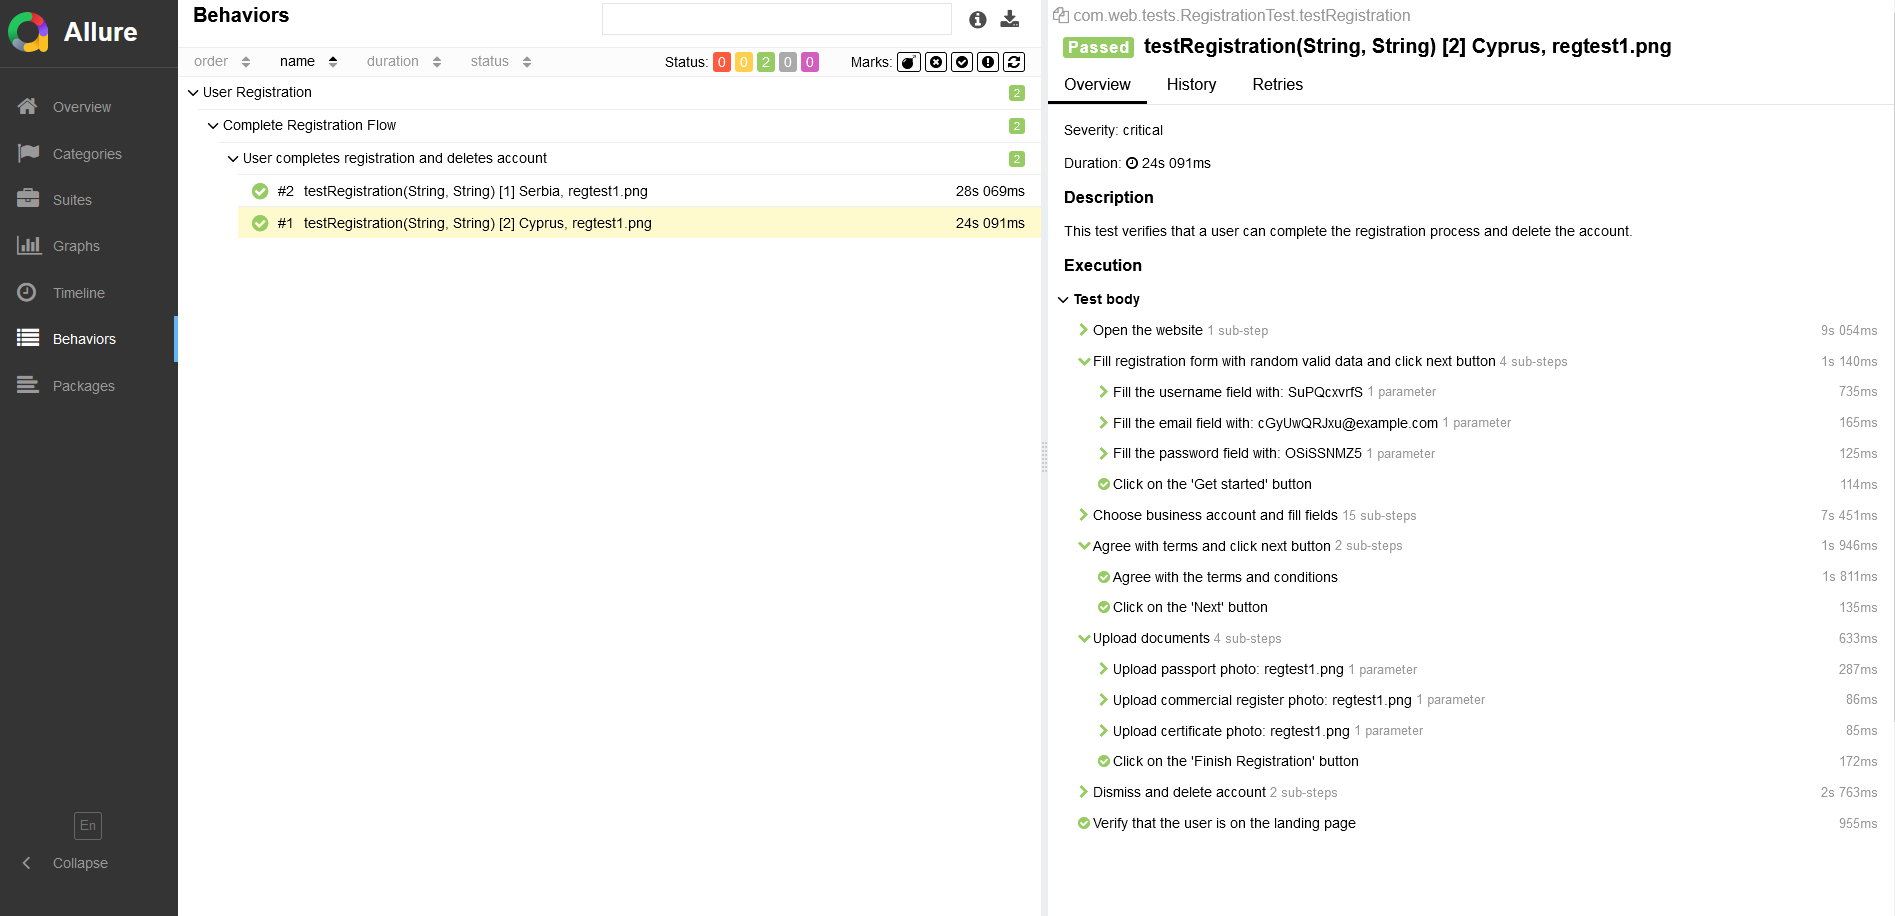 Allure
Overview
Categories
Suites
Graphs
Timeline
Behaviors
Packages
En
Collapse
Behaviors
order name duration status Status: 0 0 2 0 0 Marks:
User Registration 2
Complete Registration Flow 2
User completes registration and deletes account 2
#2 testRegistration(String, String) [1] Serbia, regtest1.png 28s 069ms
#1 testRegistration(String, String) [2] Cyprus, regtest1.png 24s 091ms
com.web.tests.RegistrationTest.testRegistration
Passed testRegistration(String, String) [2] Cyprus, regtest1.png
Overview History Retries
Severity: critical
Duration: 24s 091ms
Description
This test verifies that a user can complete the registration process and delete the account.
Execution
Test body
Open the website 1 sub-step 9s 054ms
Fill registration form with random valid data and click next button 4 sub-steps 1s 140ms
Fill the username field with: SuPQcxvrfS 1 parameter 735ms
Fill the email field with: cGyUwQRJxu@example.com 1 parameter 165ms
Fill the password field with: OSiSSNMZ5 1 parameter 125ms
Click on the 'Get started' button 114ms
Choose business account and fill fields 15 sub-steps 7s 451ms
Agree with terms and click next button 2 sub-steps 1s 946ms
Agree with the terms and conditions 1s 811ms
Click on the 'Next' button 135ms
Upload documents 4 sub-steps 633ms
Upload passport photo: regtest1.png 1 parameter 287ms
Upload commercial register photo: regtest1.png 1 parameter 86ms
Upload certificate photo: regtest1.png 1 parameter 85ms
Click on the 'Finish Registration' button 172ms
Dismiss and delete account 2 sub-steps 2s 763ms
Verify that the user is on the landing page 955ms